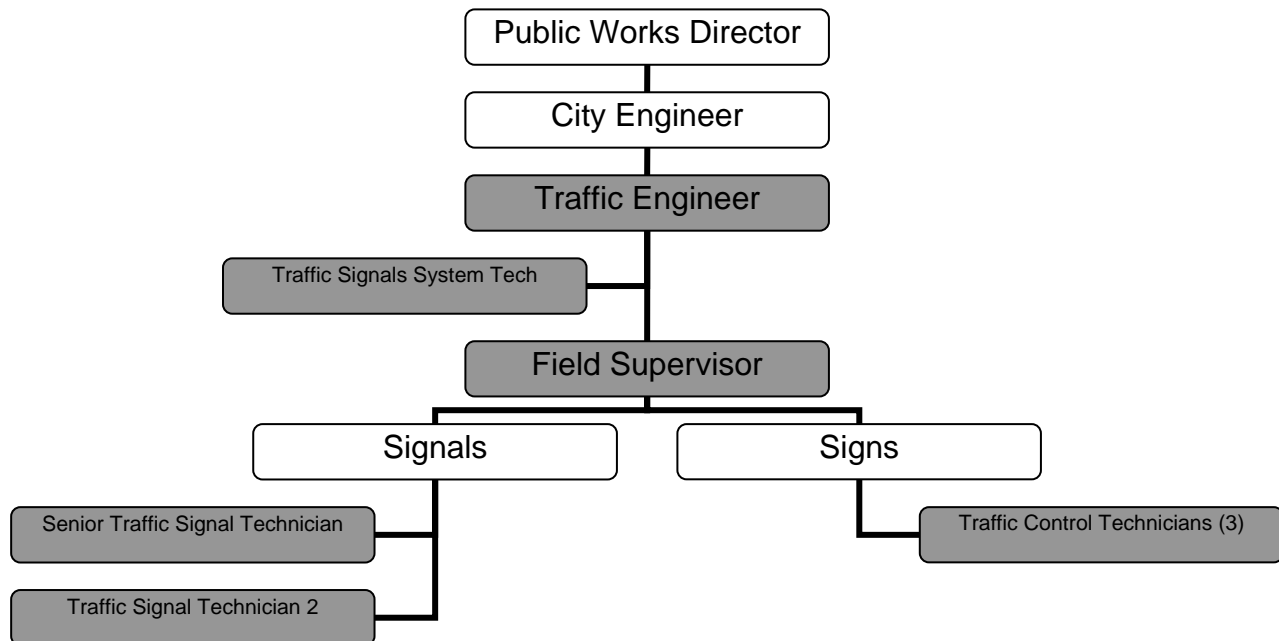 Public Works Director
City Engineer
Traffic Engineer
Traffic Signals System Tech
Field Supervisor
Signals
Signs
Senior Traffic Signal Technician
Traffic Control Technicians (3)
Traffic Signal Technician 2